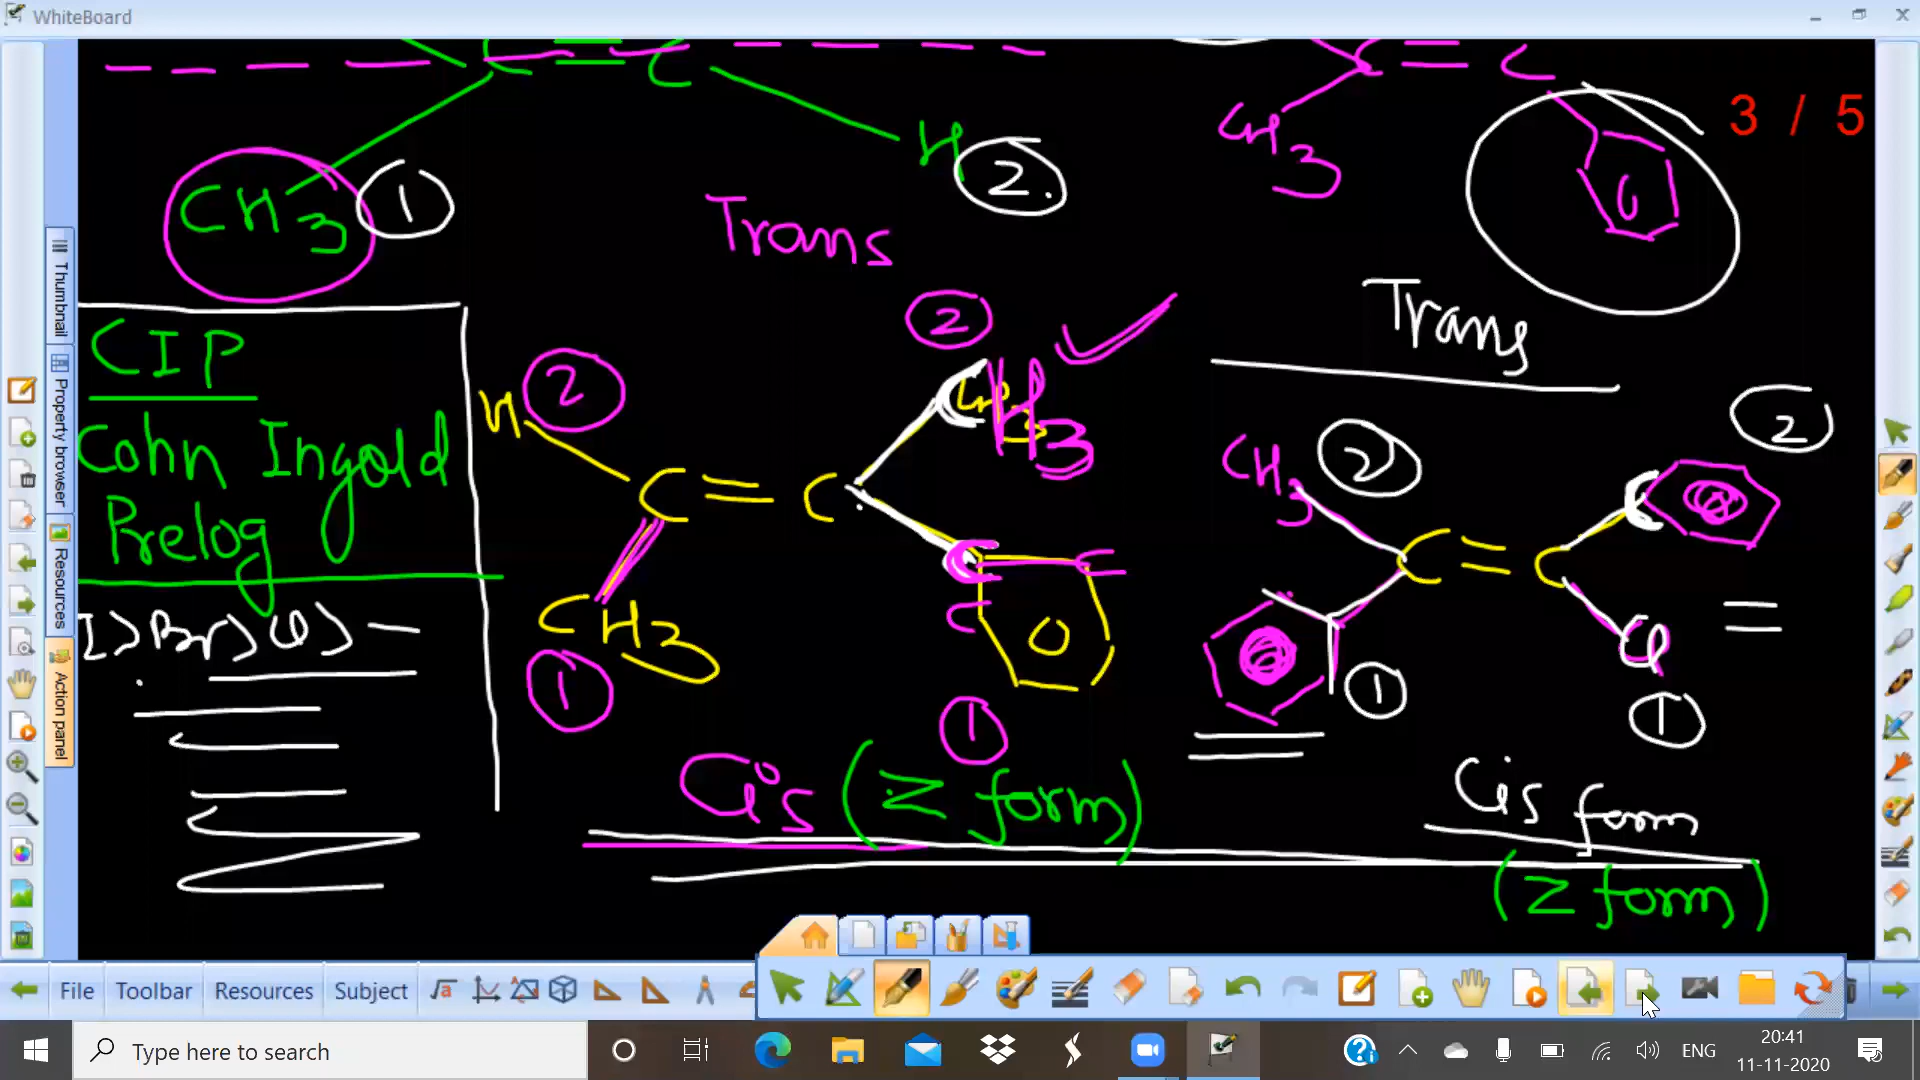 WhiteBoard
C = C
C = C
3 / 5
CH3
1
H
2
CH3
Trans
Trans
CIP
Cohn Ingold
Prelog
I > Br > Cl > —
2
H
2
CH3
C = C
CH3
C
C
C
1
1
Cis (Z form)
2
CH3
2
C
C = C
Cl
1
1
Cis form
(Z form)
Thumbnail
Property browser
Resources
Action panel
File Toolbar Resources Subject
Type here to search
ENG
20:41
11-11-2020